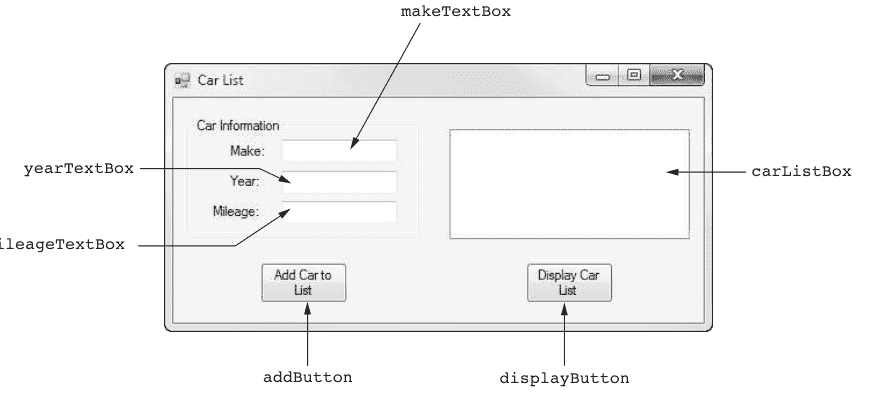 makeTextBox
Car List
Car Information
Make:
yearTextBox
carListBox
Year:
Mileage:
ileageTextBox
Add Car to
List
Display Car
List
addButton
displayButton